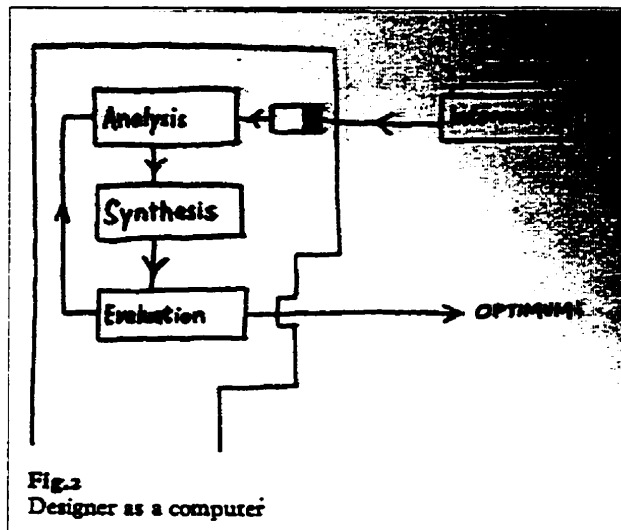 Analysis
Synthesis
Evaluation
OPTIMUM!
Fig.2
Designer as a computer